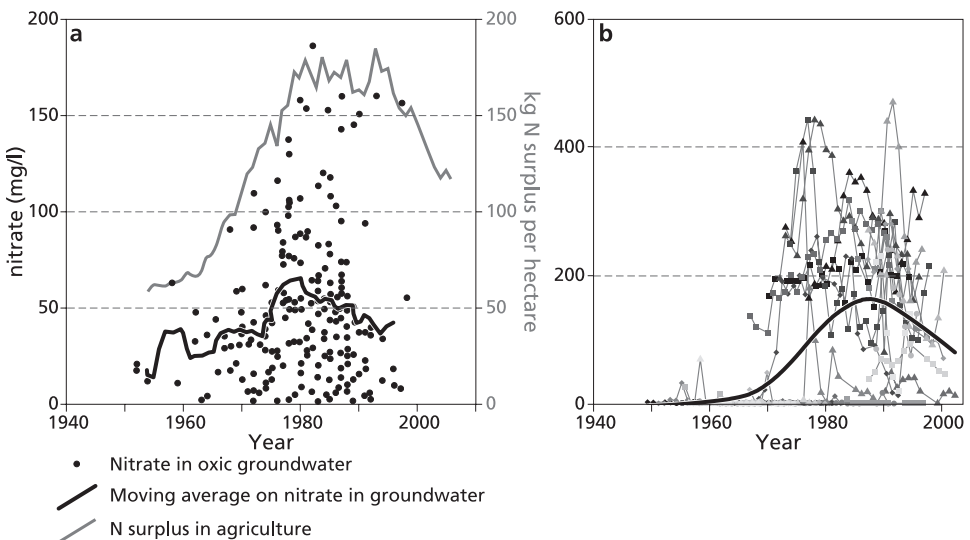 a
200
150
100
50
0
nitrate (mg/l)
200
150
100
50
0
kg N surplus per hectare
1940
1960
1980
2000
Year
b
600
400
200
0
1940
1960
1980
2000
Year
Nitrate in oxic groundwater
Moving average on nitrate in groundwater
N surplus in agriculture